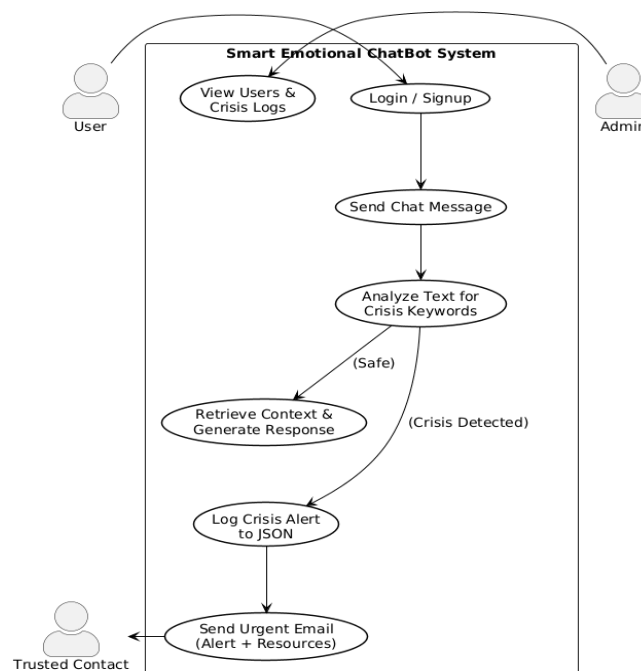 Smart Emotional ChatBot System
User
View Users &
Crisis Logs
Login / Signup
Admin
Send Chat Message
Analyze Text for
Crisis Keywords
(Safe)
Retrieve Context &
Generate Response
(Crisis Detected)
Log Crisis Alert
to JSON
Send Urgent Email
(Alert + Resources)
Trusted Contact